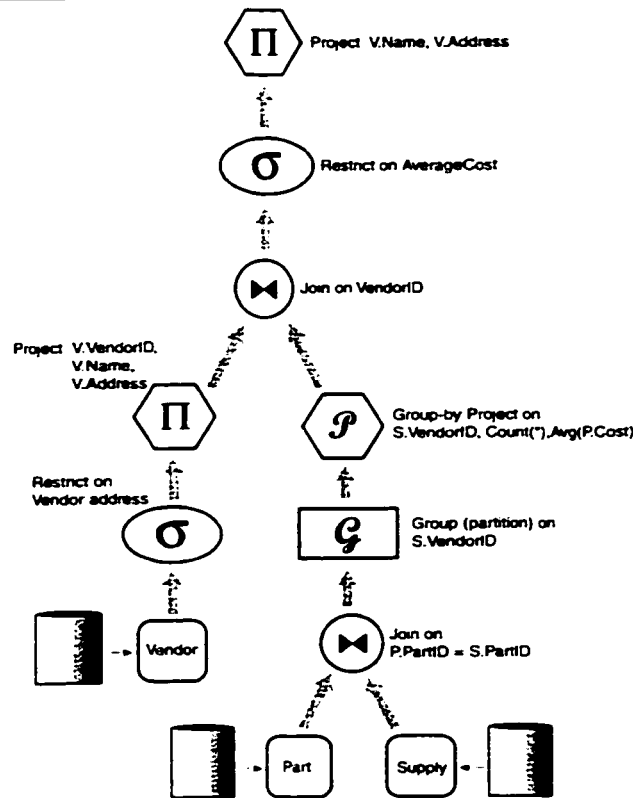 Π
Project V.Name, V.Address
σ
Restrict on AverageCost
⋈
Join on VendorID
Project V.VendorID,
V.Name,
V.Address
Π
𝒫
Group-by Project on
S.VendorID, Count(*),Avg(P.Cost)
Restrict on
Vendor address
σ
𝒢
Group (partition) on
S.VendorID
Vendor
⋈
Join on
P.PartID = S.PartID
Part
Supply